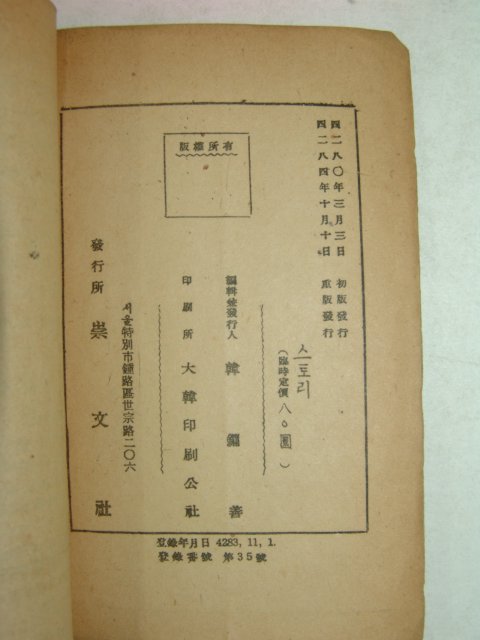 四二八〇年三月三日　初版發行
四二八四年十月十日　重版發行
스토리
(臨時定價 八〇圓)
版權所有
編輯兼發行人 韓 善
印刷所 大韓印刷公社
서울特別市鍾路區世宗路二〇六
發行所 崇文社
登錄年月日 4283, 11, 1.
登錄番號 第35號